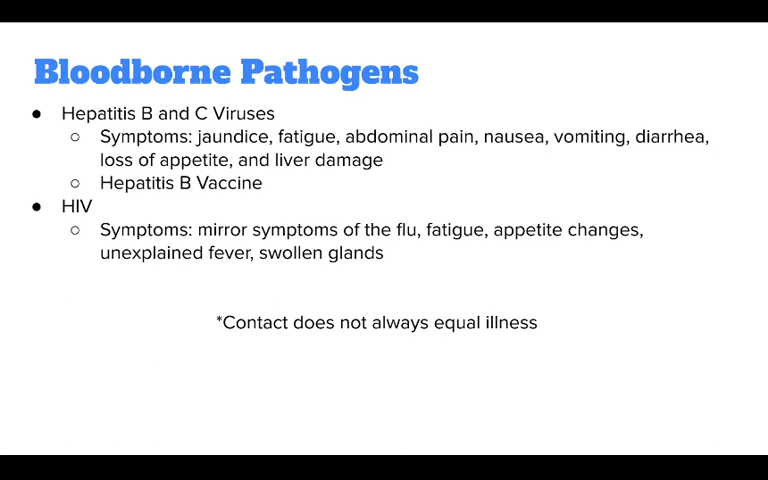 Bloodborne Pathogens
● Hepatitis B and C Viruses
○ Symptoms: jaundice, fatigue, abdominal pain, nausea, vomiting, diarrhea,
loss of appetite, and liver damage
○ Hepatitis B Vaccine
● HIV
○ Symptoms: mirror symptoms of the flu, fatigue, appetite changes,
unexplained fever, swollen glands
*Contact does not always equal illness